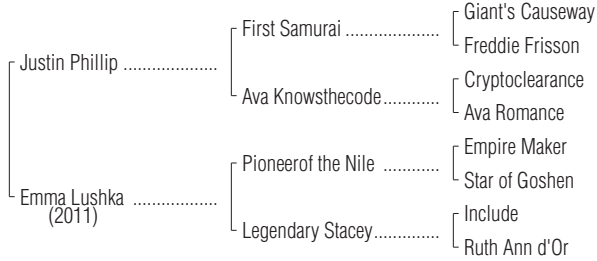 Giant's Causeway
First Samurai ....................
Freddie Frisson
Justin Phillip ....................
Cryptoclearance
Ava Knowsthecode............
Ava Romance
Empire Maker
Pioneerof the Nile ............
Star of Goshen
Emma Lushka ..................
(2011)
Include
Legendary Stacey..............
Ruth Ann d'Or